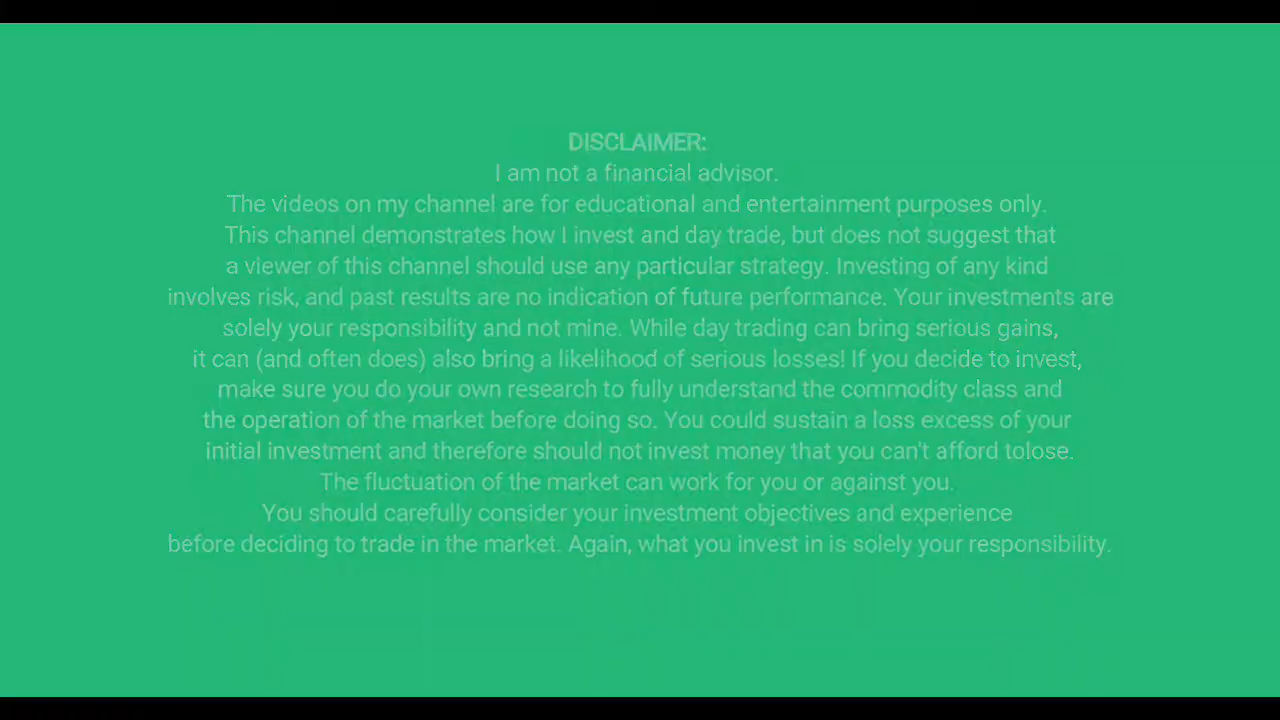 DISCLAIMER:
I am not a financial advisor.
The videos on my channel are for educational and entertainment purposes only.
This channel demonstrates how I invest and day trade, but does not suggest that
a viewer of this channel should use any particular strategy. Investing of any kind
involves risk, and past results are no indication of future performance. Your investments are
solely your responsibility and not mine. While day trading can bring serious gains,
it can (and often does) also bring a likelihood of serious losses! If you decide to invest,
make sure you do your own research to fully understand the commodity class and
the operation of the market before doing so. You could sustain a loss excess of your
initial investment and therefore should not invest money that you can't afford tolose.
The fluctuation of the market can work for you or against you.
You should carefully consider your investment objectives and experience
before deciding to trade in the market. Again, what you invest in is solely your responsibility.